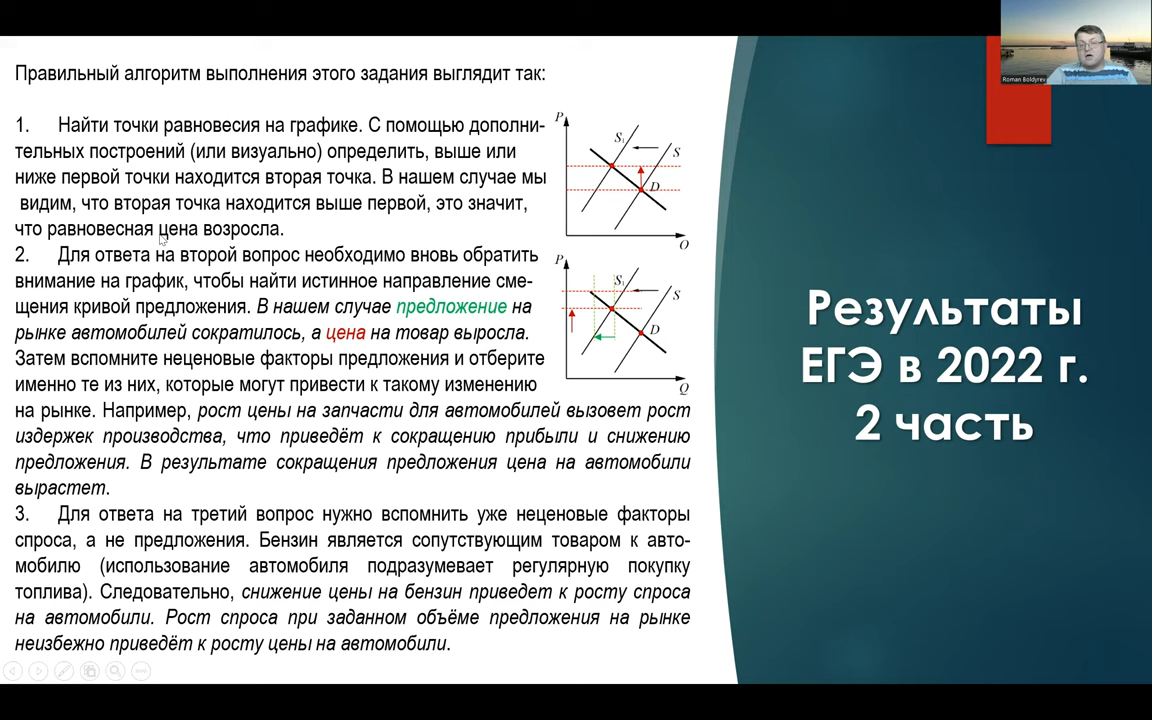 Roman Boldyrev
Правильный алгоритм выполнения этого задания выглядит так:
1. Найти точки равновесия на графике. С помощью дополни-
тельных построений (или визуально) определить, выше или
ниже первой точки находится вторая точка. В нашем случае мы
видим, что вторая точка находится выше первой, это значит,
что равновесная цена возросла.
2. Для ответа на второй вопрос необходимо вновь обратить
внимание на график, чтобы найти истинное направление сме-
щения кривой предложения. В нашем случае предложение на
рынке автомобилей сократилось, а цена на товар выросла.
Затем вспомните неценовые факторы предложения и отберите
именно те из них, которые могут привести к такому изменению
на рынке. Например, рост цены на запчасти для автомобилей вызовет рост
издержек производства, что приведёт к сокращению прибыли и снижению
предложения. В результате сокращения предложения цена на автомобили
вырастет.
3. Для ответа на третий вопрос нужно вспомнить уже неценовые факторы
спроса, а не предложения. Бензин является сопутствующим товаром к авто-
мобилю (использование автомобиля подразумевает регулярную покупку
топлива). Следовательно, снижение цены на бензин приведет к росту спроса
на автомобили. Рост спроса при заданном объёме предложения на рынке
неизбежно приведёт к росту цены на автомобили.
P
S₁
S
D
Q
P
S₁
S
D
Q
Результаты
ЕГЭ в 2022 г.
2 часть